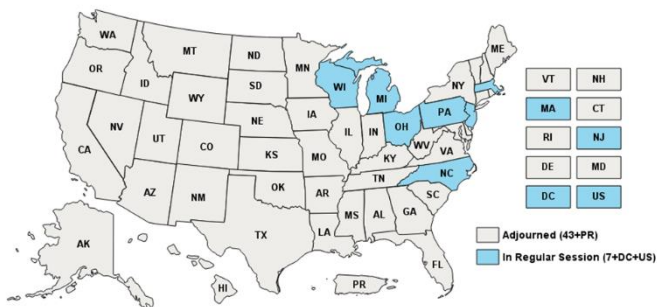 WA
MT
ND
MN
ME
OR
ID
SD
WI
NY
WY
MI
IA
PA
NE
NV
IL
IN
OH
UT
CO
WV
VA
CA
KS
MO
KY
NC
TN
OK
AR
SC
AZ
NM
MS
AL
GA
TX
LA
FL
AK
HI
PR
VT
NH
MA
CT
RI
NJ
DE
MD
DC
US
Adjourned (43+PR)
In Regular Session (7+DC+US)